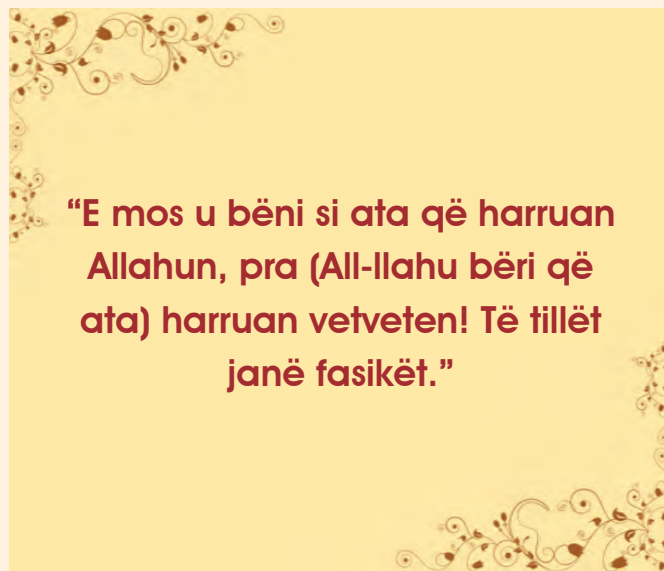 “E mos u bëni si ata që harruan
Allahun, pra (All-llahu bëri që
ata) harruan vetveten! Të tillët
janë fasikët.”